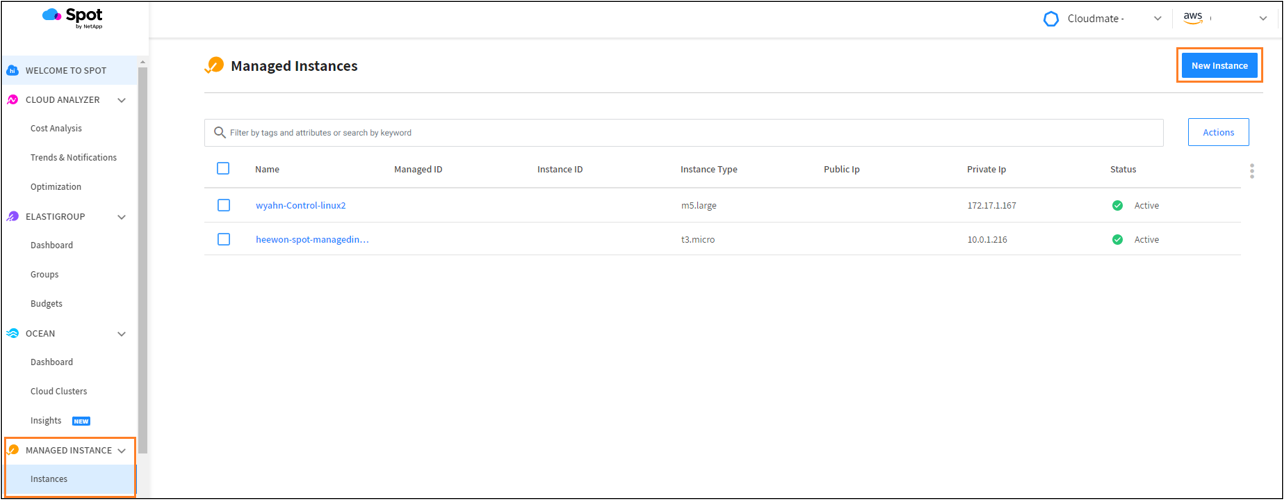 Spot
by NetApp
Cloudmate -
aws
hi WELCOME TO SPOT
CLOUD ANALYZER
Cost Analysis
Trends & Notifications
Optimization
ELASTIGROUP
Dashboard
Groups
Budgets
OCEAN
Dashboard
Cloud Clusters
Insights NEW
MANAGED INSTANCE
Instances
Managed Instances
New Instance
Filter by tags and attributes or search by keyword
Actions
Name Managed ID Instance ID Instance Type Public Ip Private Ip Status
wyahn-Control-linux2 m5.large 172.17.1.167 Active
heewon-spot-managedin... t3.micro 10.0.1.216 Active